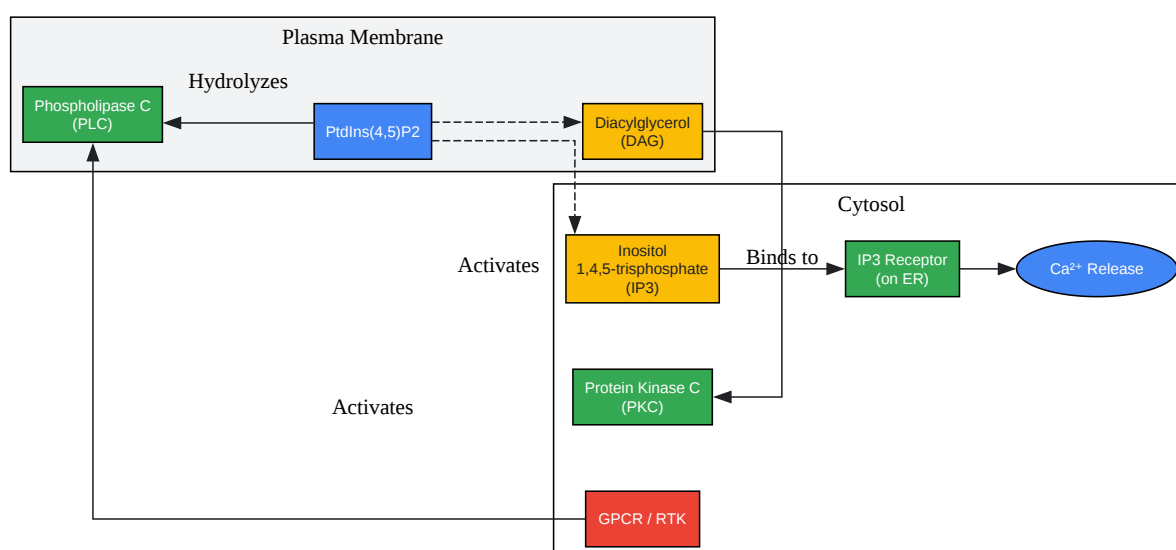 Plasma Membrane
Hydrolyzes
Phospholipase C
(PLC)
PtdIns(4,5)P2
Diacylglycerol
(DAG)
Cytosol
Activates
Inositol
1,4,5-trisphosphate
(IP3)
Binds to
IP3 Receptor
(on ER)
Ca²⁺ Release
Protein Kinase C
(PKC)
Activates
GPCR / RTK